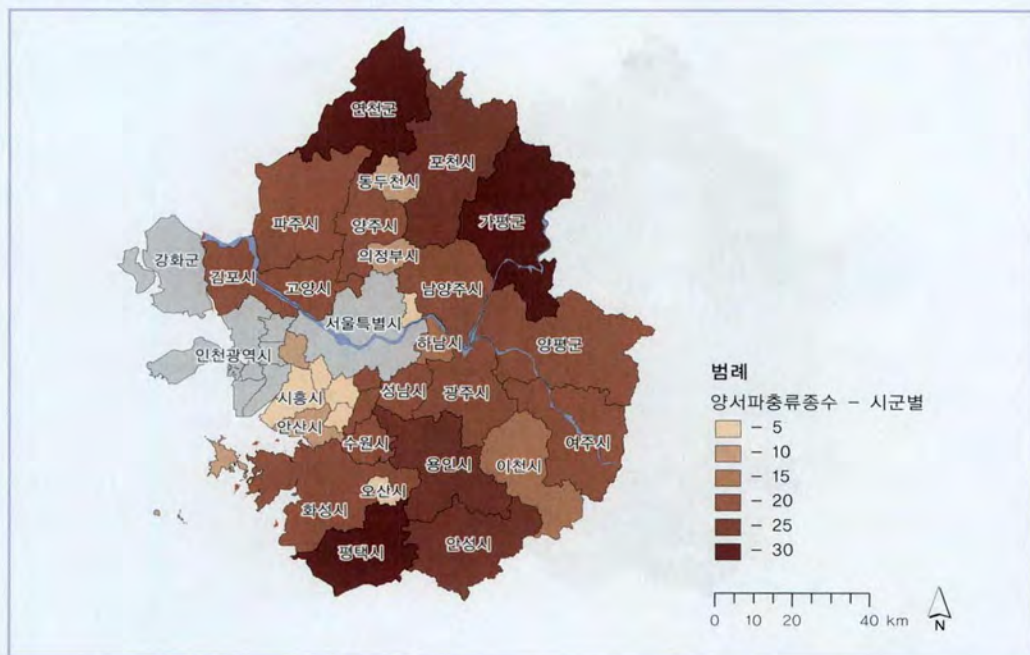 연천군
포천시
동두천시
가평군
파주시
양주시
의정부시
강화군
김포시
고양시
남양주시
서울특별시
인천광역시
하남시
양평군
시흥시
성남시
광주시
안산시
수원시
여주시
용인시
이천시
오산시
화성시
평택시
안성시
범례
양서파충류종수 - 시군별
- 5
- 10
- 15
- 20
- 25
- 30
0 10 20 40 km
N